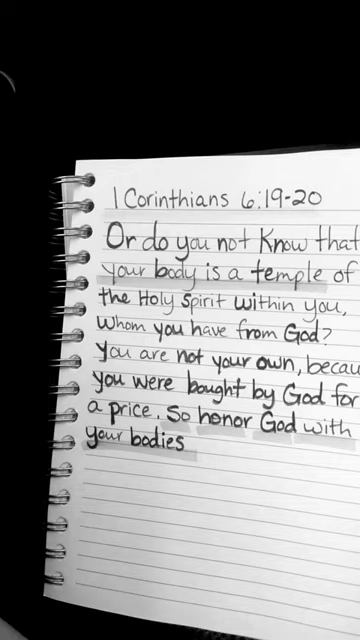 1 Corinthians 6:19-20
Or do you not Know that
your body is a temple of
the Holy Spirit within you,
Whom you have from God?
You are not your own, becau
you were bought by God for
a price. So honor God with
your bodies